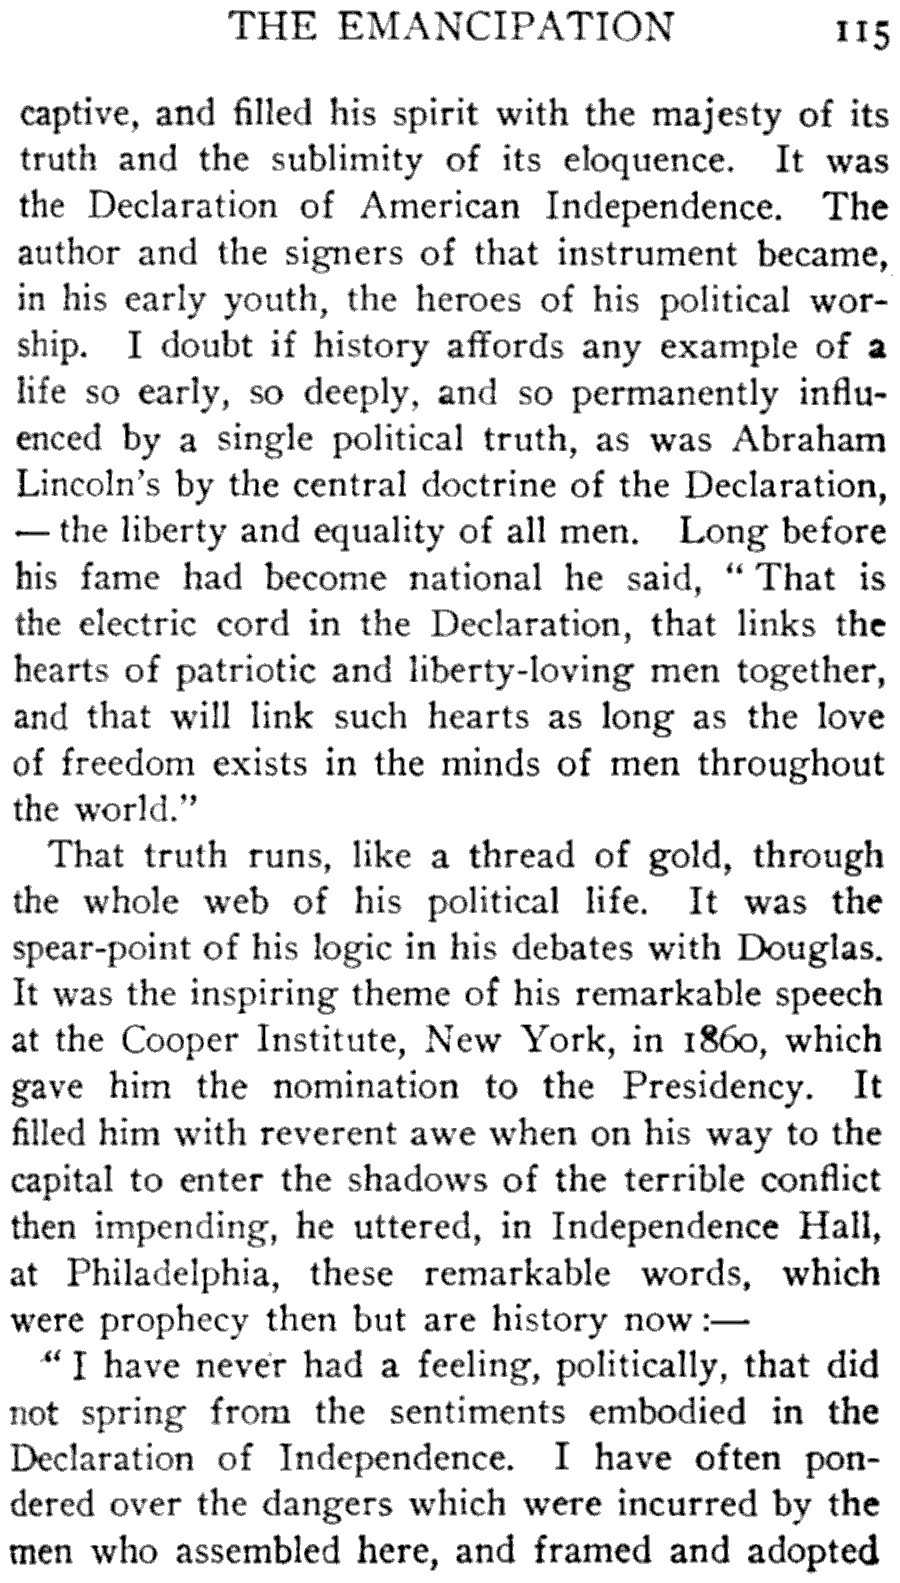 THE EMANCIPATION 115
captive, and filled his spirit with the majesty of its
truth and the sublimity of its eloquence. It was
the Declaration of American Independence. The
author and the signers of that instrument became,
in his early youth, the heroes of his political wor-
ship. I doubt if history affords any example of a
life so early, so deeply, and so permanently influ-
enced by a single political truth, as was Abraham
Lincoln's by the central doctrine of the Declaration,
— the liberty and equality of all men. Long before
his fame had become national he said, “ That is
the electric cord in the Declaration, that links the
hearts of patriotic and liberty-loving men together,
and that will link such hearts as long as the love
of freedom exists in the minds of men throughout
the world.”
That truth runs, like a thread of gold, through
the whole web of his political life. It was the
spear-point of his logic in his debates with Douglas.
It was the inspiring theme of his remarkable speech
at the Cooper Institute, New York, in 1860, which
gave him the nomination to the Presidency. It
filled him with reverent awe when on his way to the
capital to enter the shadows of the terrible conflict
then impending, he uttered, in Independence Hall,
at Philadelphia, these remarkable words, which
were prophecy then but are history now :—
“ I have never had a feeling, politically, that did
not spring from the sentiments embodied in the
Declaration of Independence. I have often pon-
dered over the dangers which were incurred by the
men who assembled here, and framed and adopted